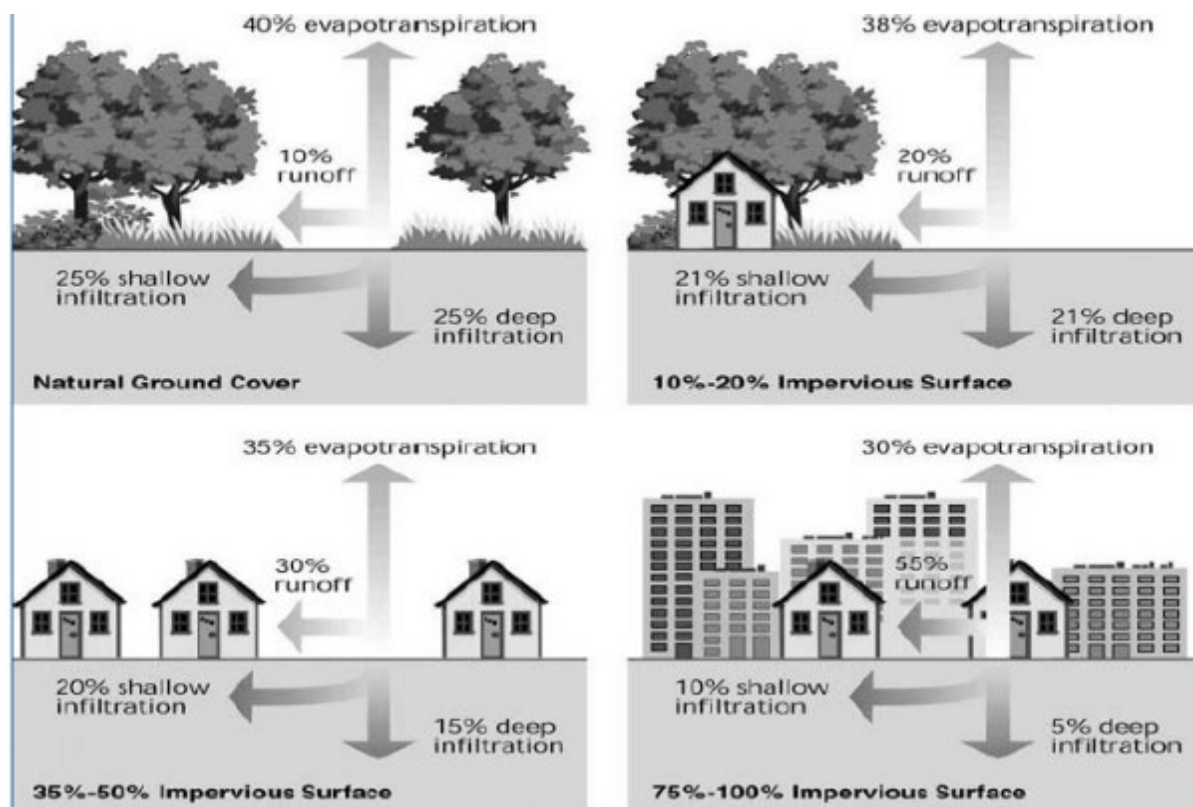 40% evapotranspiration
10%
runoff
25% shallow
infiltration
25% deep
infiltration
Natural Ground Cover
38% evapotranspiration
20%
runoff
21% shallow
infiltration
21% deep
infiltration
10%-20% Impervious Surface
35% evapotranspiration
30%
runoff
20% shallow
infiltration
15% deep
infiltration
35%-50% Impervious Surface
30% evapotranspiration
55%
runoff
10% shallow
infiltration
5% deep
infiltration
75%-100% Impervious Surface